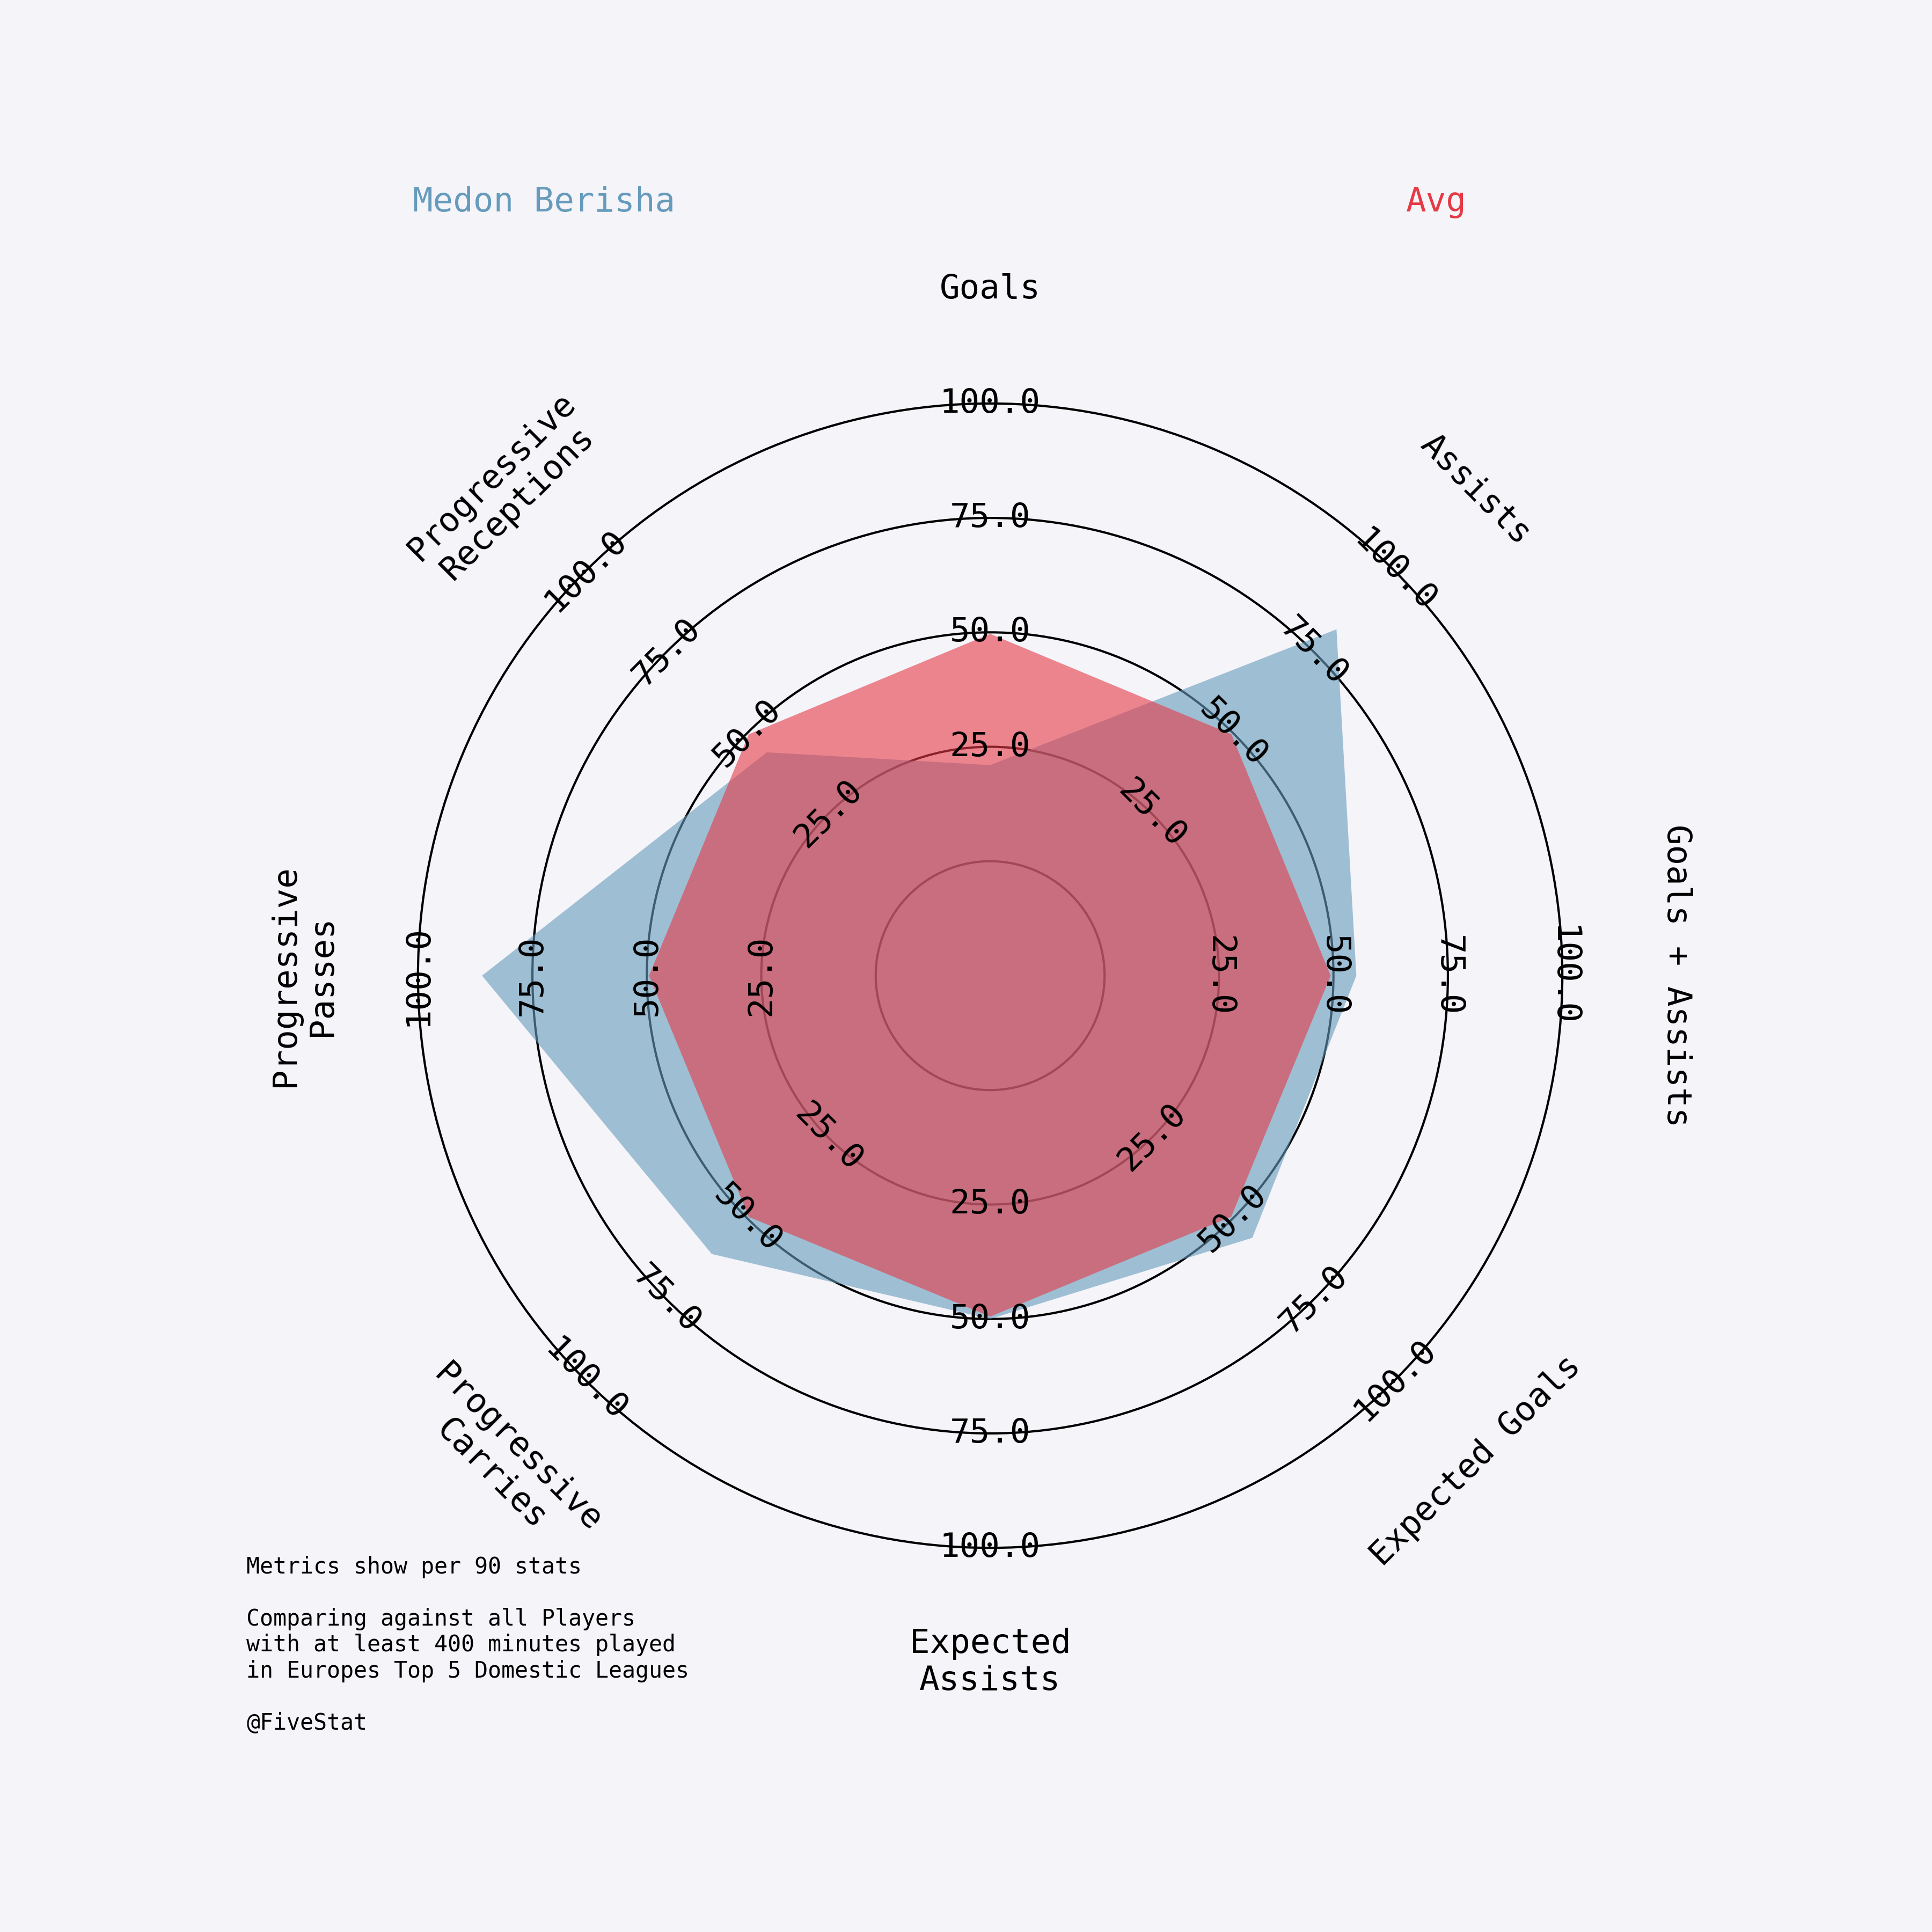 Medon Berisha
Avg
Goals
Assists
Goals + Assists
Expected Goals
Expected
Assists
Progressive
Carries
Progressive
Passes
Progressive
Receptions
25.0
50.0
75.0
100.0
25.0
50.0
75.0
100.0
25.0
50.0
75.0
100.0
25.0
50.0
75.0
100.0
25.0
50.0
75.0
100.0
25.0
50.0
75.0
100.0
25.0
50.0
75.0
100.0
25.0
50.0
75.0
100.0
Metrics show per 90 stats
Comparing against all Players
with at least 400 minutes played
in Europes Top 5 Domestic Leagues
@FiveStat